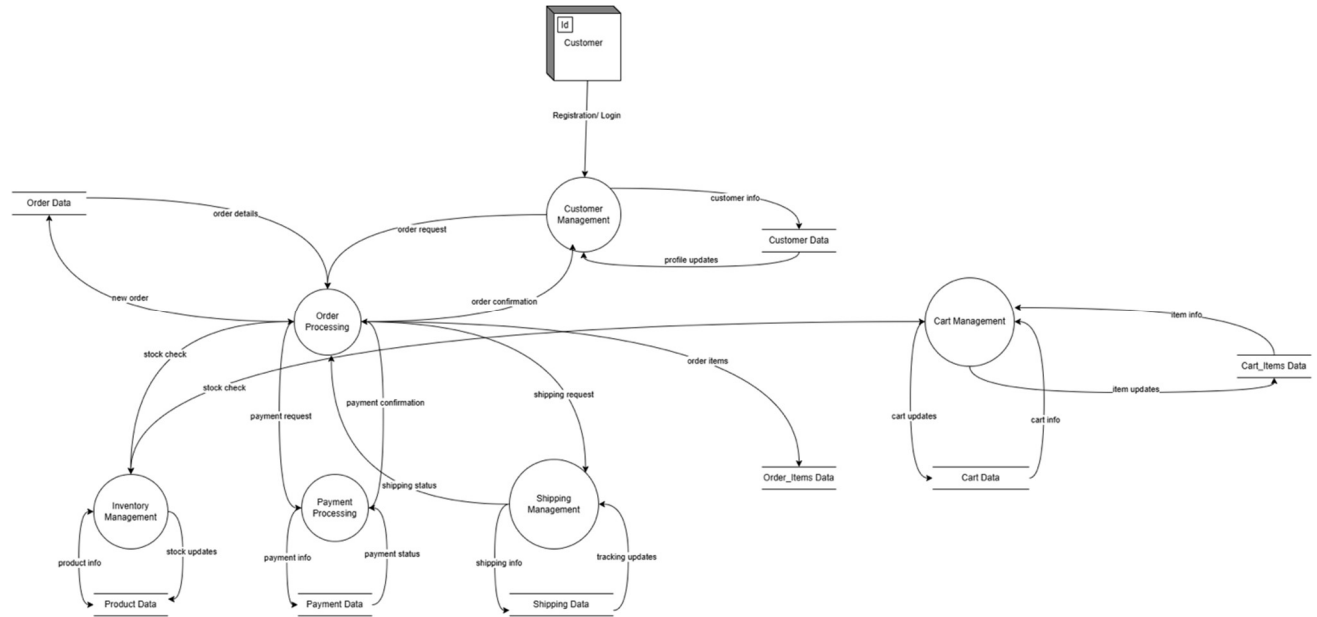 Id
Customer
Registration/ Login
Order Data
order details
Customer
Management
customer info
order request
Customer Data
profile updates
new order
order confirmation
Order
Processing
Cart Management
item info
stock check
order items
Cart_Items Data
stock check
payment confirmation
shipping request
item updates
payment request
cart updates
cart info
shipping status
Order_Items Data
Cart Data
Inventory
Management
Payment
Processing
Shipping
Management
product info
stock updates
payment info
payment status
shipping info
tracking updates
Product Data
Payment Data
Shipping Data